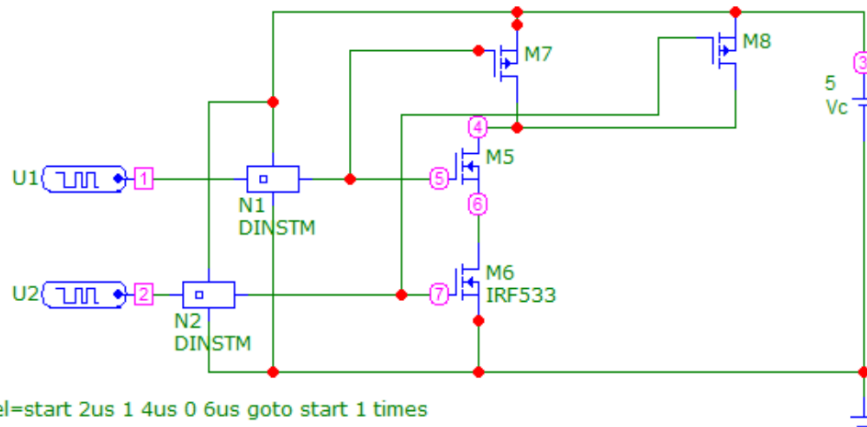 M7
M8
3
5
Vc
4
M5
U1
1
5
N1
DINSTM
6
M6
U2
2
7
IRF533
N2
DINSTM
el=start 2us 1 4us 0 6us goto start 1 times